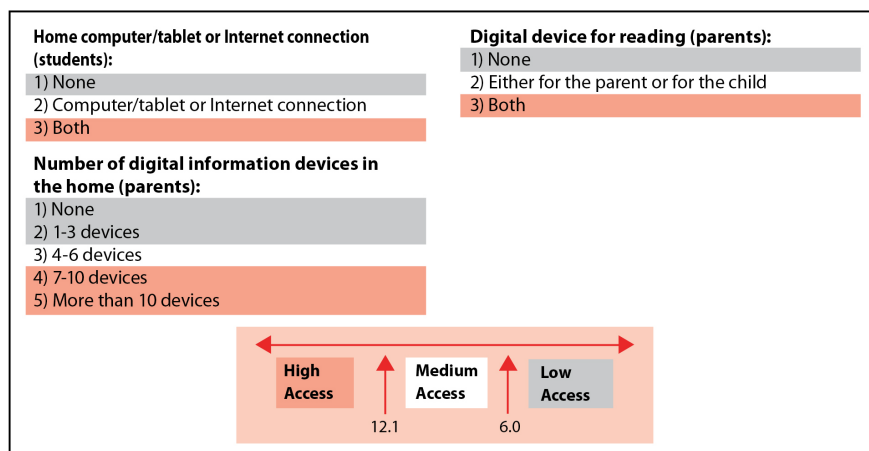 Home computer/tablet or Internet connection
(students):
1) None
2) Computer/tablet or Internet connection
3) Both
Number of digital information devices in
the home (parents):
1) None
2) 1-3 devices
3) 4-6 devices
4) 7-10 devices
5) More than 10 devices
Digital device for reading (parents):
1) None
2) Either for the parent or for the child
3) Both
High
Access
Medium
Access
Low
Access
12.1
6.0